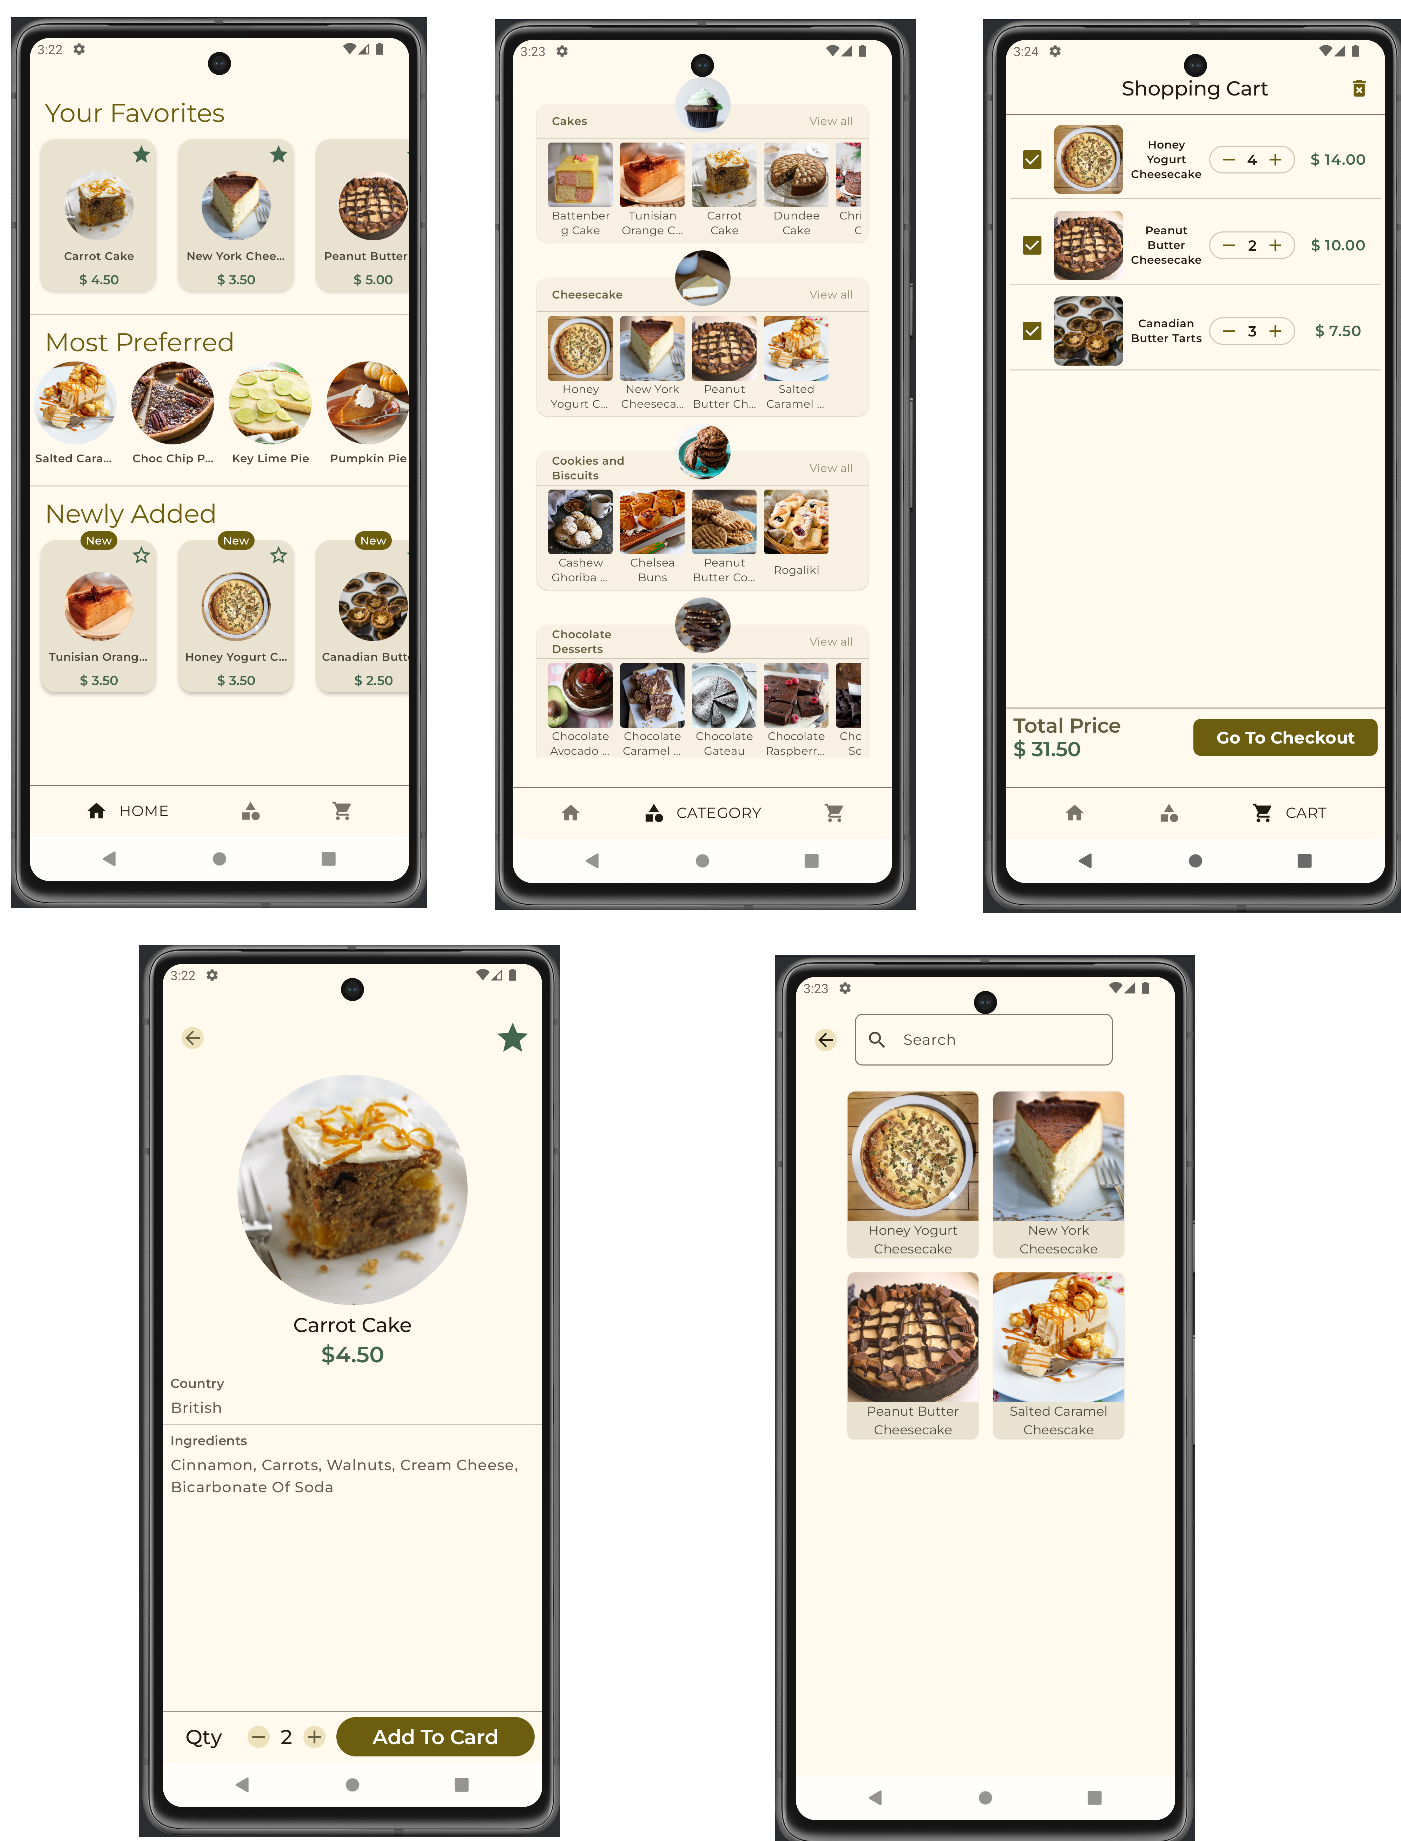 3:22
Your Favorites
Carrot Cake
$ 4.50
New York Chee...
$ 3.50
Peanut Butter
$ 5.00
Most Preferred
Salted Cara...
Choc Chip P...
Key Lime Pie
Pumpkin Pie
Newly Added
New
New
New
Tunisian Orang...
$ 3.50
Honey Yogurt C...
$ 3.50
Canadian Butt
$ 2.50
HOME
3:23
Cakes
View all
Battenber
g Cake
Tunisian
Orange C...
Carrot
Cake
Dundee
Cake
Chri
C
Cheesecake
View all
Honey
Yogurt C...
New York
Cheeseca...
Peanut
Butter Ch...
Salted
Caramel ...
Cookies and
Biscuits
View all
Cashew
Ghoriba ...
Chelsea
Buns
Peanut
Butter Co...
Rogaliki
Chocolate
Desserts
View all
Chocolate
Avocado ...
Chocolate
Caramel ...
Chocolate
Gateau
Chocolate
Raspberr...
Choc
Sc
CATEGORY
3:24
Shopping Cart
Honey
Yogurt
Cheesecake
4
$ 14.00
Peanut
Butter
Cheesecake
2
$ 10.00
Canadian
Butter Tarts
3
$ 7.50
Total Price
$ 31.50
Go To Checkout
CART
3:22
Carrot Cake
$4.50
Country
British
Ingredients
Cinnamon, Carrots, Walnuts, Cream Cheese,
Bicarbonate Of Soda
Qty
2
Add To Card
3:23
Search
Honey Yogurt
Cheesecake
New York
Cheesecake
Peanut Butter
Cheesecake
Salted Caramel
Cheescake